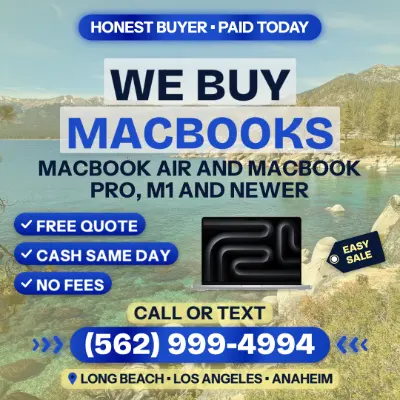 HONEST BUYER • PAID TODAY
WE BUY
MACBOOKS
MACBOOK AIR AND MACBOOK
PRO, M1 AND NEWER
FREE QUOTE
CASH SAME DAY
NO FEES
EASY
SALE
CALL OR TEXT
(562) 999-4994
LONG BEACH • LOS ANGELES • ANAHEIM